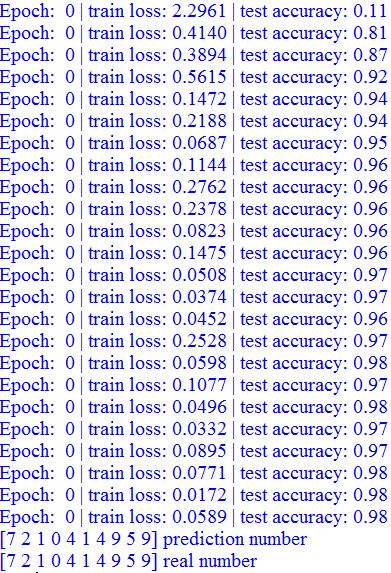 Epoch:  0 | train loss: 2.2961 | test accuracy: 0.11
Epoch:  0 | train loss: 0.4140 | test accuracy: 0.81
Epoch:  0 | train loss: 0.3894 | test accuracy: 0.87
Epoch:  0 | train loss: 0.5615 | test accuracy: 0.92
Epoch:  0 | train loss: 0.1472 | test accuracy: 0.94
Epoch:  0 | train loss: 0.2188 | test accuracy: 0.94
Epoch:  0 | train loss: 0.0687 | test accuracy: 0.95
Epoch:  0 | train loss: 0.1144 | test accuracy: 0.96
Epoch:  0 | train loss: 0.2762 | test accuracy: 0.96
Epoch:  0 | train loss: 0.2378 | test accuracy: 0.96
Epoch:  0 | train loss: 0.0823 | test accuracy: 0.96
Epoch:  0 | train loss: 0.1475 | test accuracy: 0.96
Epoch:  0 | train loss: 0.0508 | test accuracy: 0.97
Epoch:  0 | train loss: 0.0374 | test accuracy: 0.97
Epoch:  0 | train loss: 0.0452 | test accuracy: 0.96
Epoch:  0 | train loss: 0.2528 | test accuracy: 0.97
Epoch:  0 | train loss: 0.0598 | test accuracy: 0.98
Epoch:  0 | train loss: 0.1077 | test accuracy: 0.97
Epoch:  0 | train loss: 0.0496 | test accuracy: 0.98
Epoch:  0 | train loss: 0.0332 | test accuracy: 0.97
Epoch:  0 | train loss: 0.0895 | test accuracy: 0.97
Epoch:  0 | train loss: 0.0771 | test accuracy: 0.98
Epoch:  0 | train loss: 0.0172 | test accuracy: 0.98
Epoch:  0 | train loss: 0.0589 | test accuracy: 0.98
[7 2 1 0 4 1 4 9 5 9] prediction number
[7 2 1 0 4 1 4 9 5 9] real number